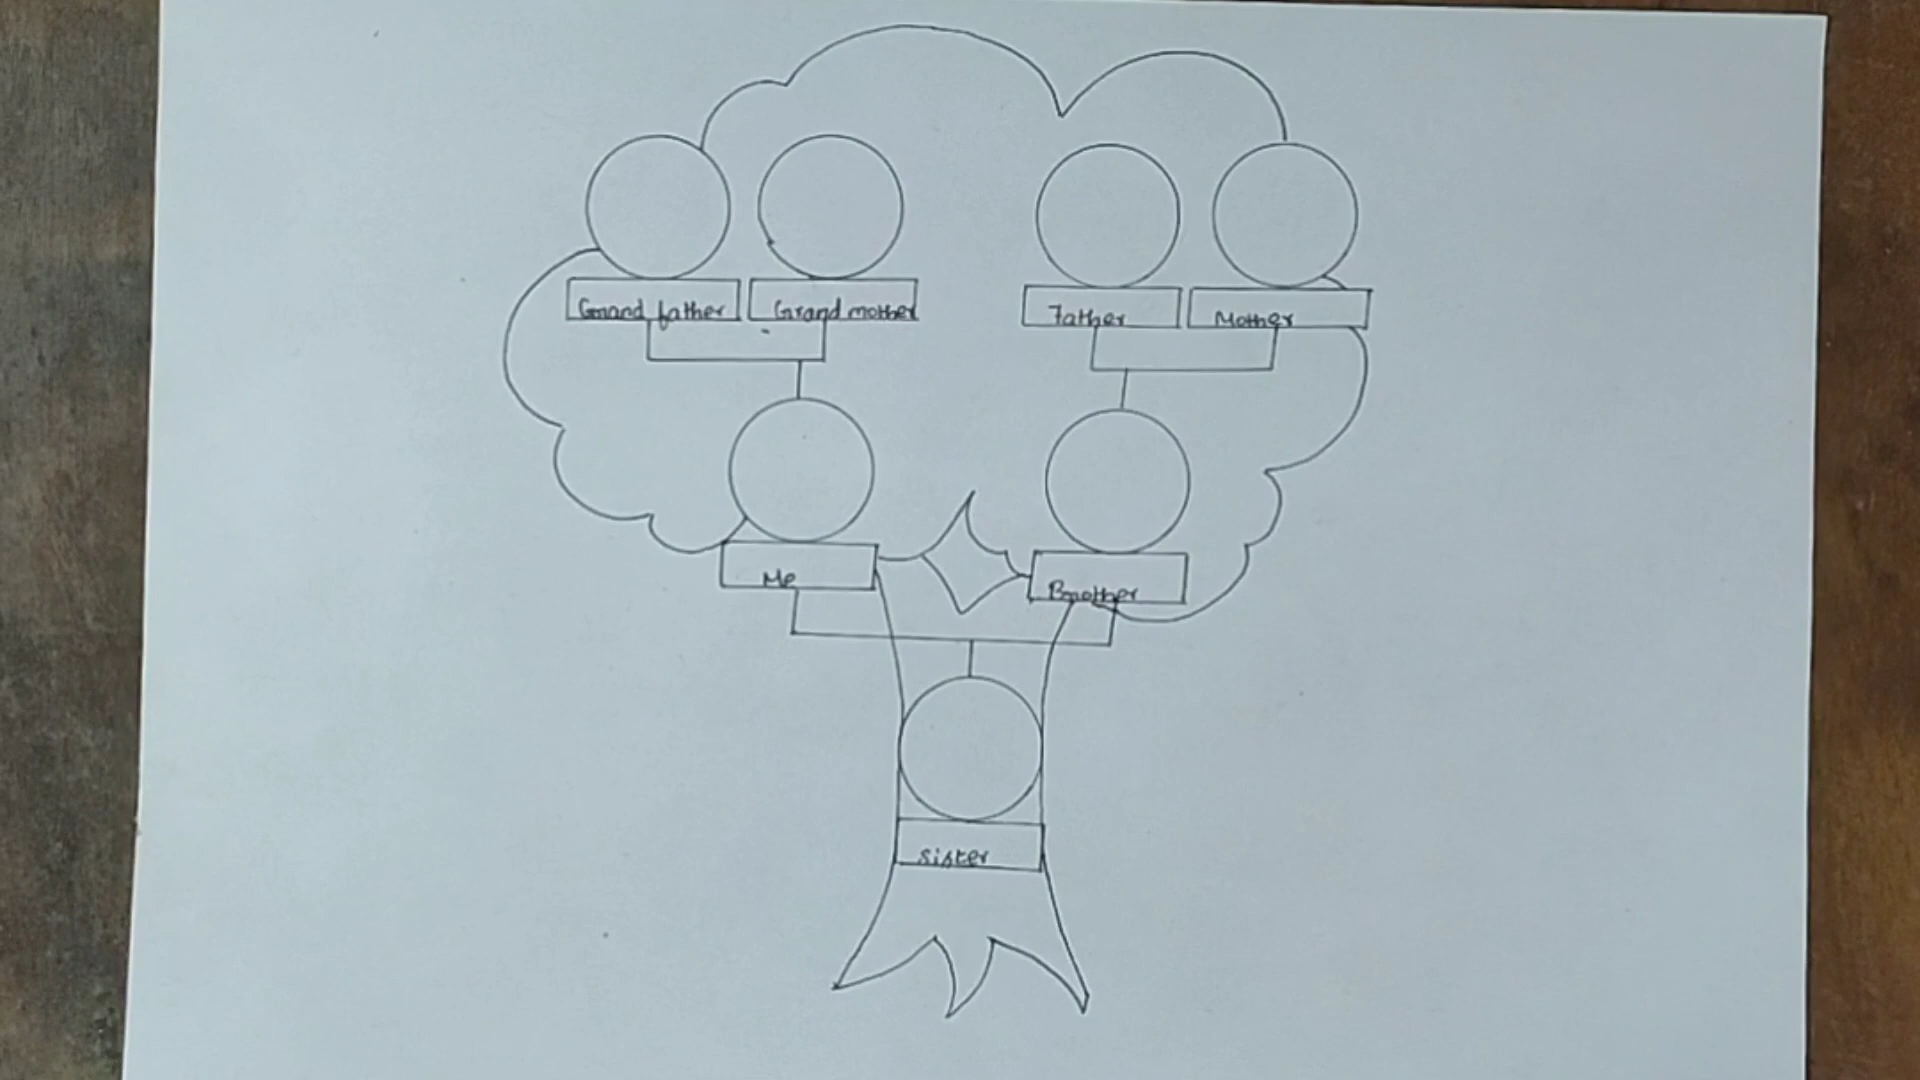 Grand father
Grand mother
Father
Mother
Me
Brother
Sister